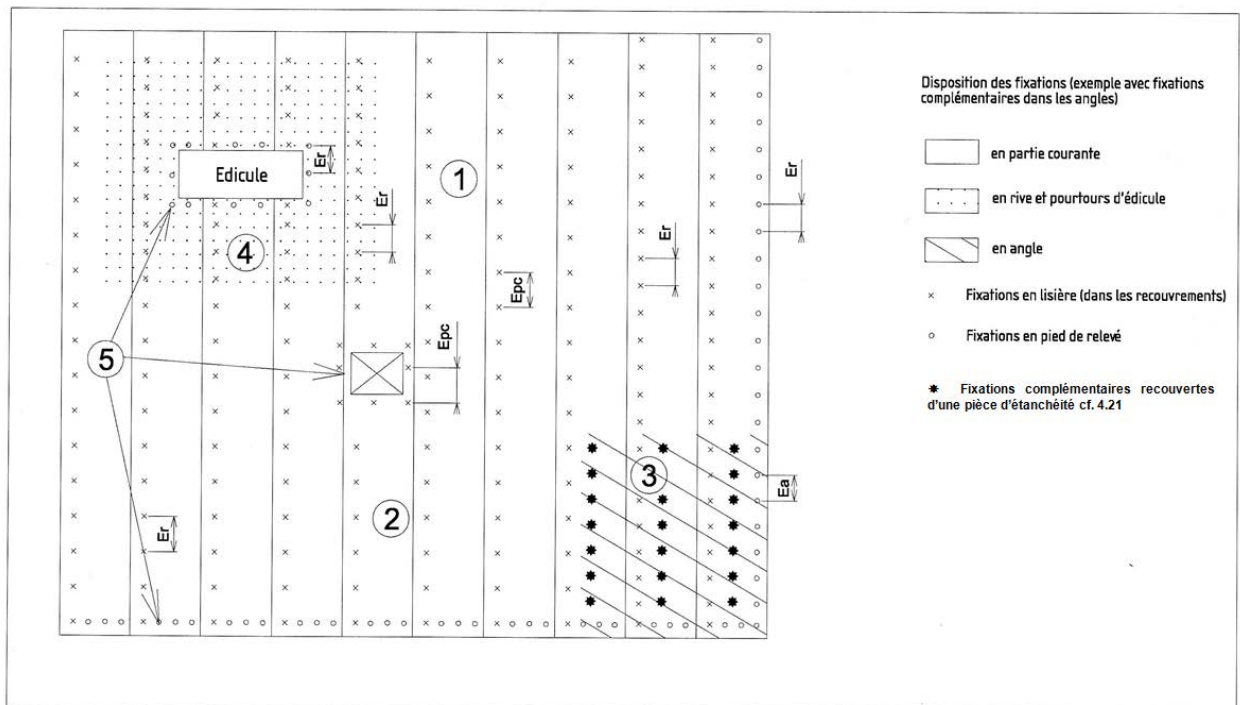 Disposition des fixations (exemple avec fixations
complémentaires dans les angles)
en partie courante
en rive et pourtours d'édicule
en angle
× Fixations en lisière (dans les recouvrements)
○ Fixations en pied de relevé
✸ Fixations complémentaires recouvertes
d'une pièce d'étanchéité cf. 4.21
Edicule
Er
1
Er
Er
4
Er
Epc
Epc
5
3
Ea
2
Er